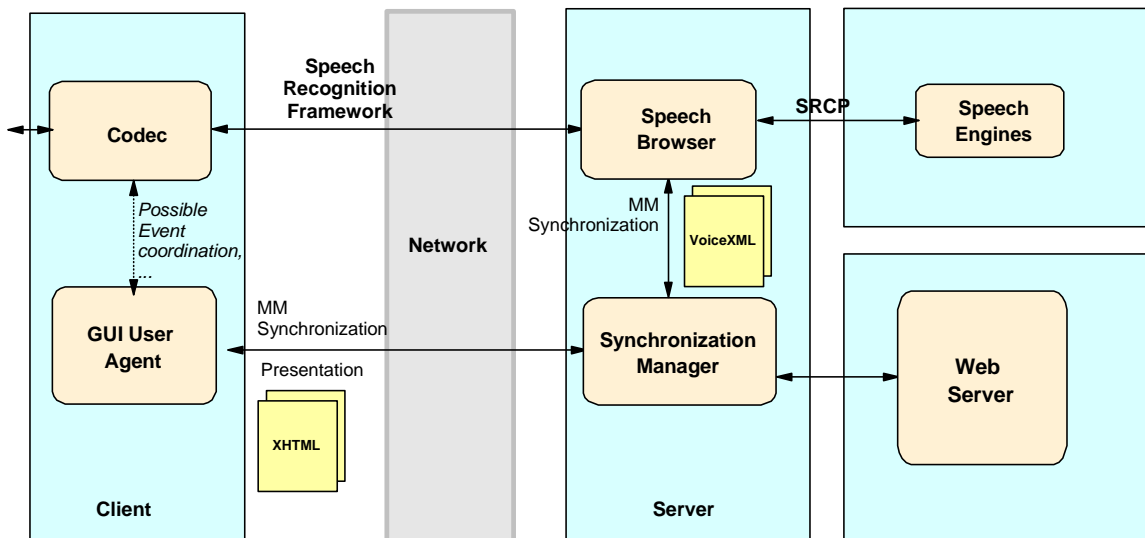 Speech
Recognition
Framework
Codec
Speech
Browser
SRCP
Speech
Engines
Possible
Event
coordination,
...
MM
Synchronization
VoiceXML
Network
GUI User
Agent
MM
Synchronization
Presentation
XHTML
Synchronization
Manager
Web
Server
Client
Server